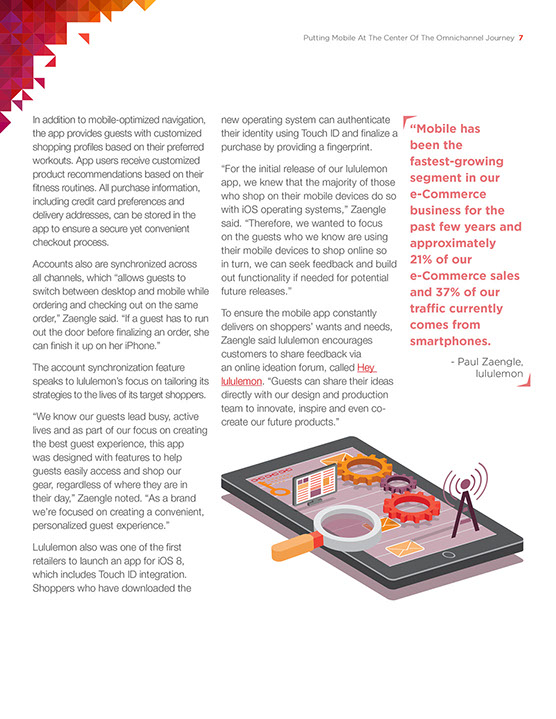 Putting Mobile At The Center Of The Omnichannel Journey 7
In addition to mobile-optimized navigation,
the app provides guests with customized
shopping profiles based on their preferred
workouts. App users receive customized
product recommendations based on their
fitness routines. All purchase information,
including credit card preferences and
delivery addresses, can be stored in the
app to ensure a secure yet convenient
checkout process.
Accounts also are synchronized across
all channels, which “allows guests to
switch between desktop and mobile while
ordering and checking out on the same
order,” Zaengle said. “If a guest has to run
out the door before finalizing an order, she
can finish it up on her iPhone.”
The account synchronization feature
speaks to lululemon’s focus on tailoring its
strategies to the lives of its target shoppers.
“We know our guests lead busy, active
lives and as part of our focus on creating
the best guest experience, this app
was designed with features to help
guests easily access and shop our
gear, regardless of where they are in
their day,” Zaengle noted. “As a brand
we’re focused on creating a convenient,
personalized guest experience.”
Lululemon also was one of the first
retailers to launch an app for iOS 8,
which includes Touch ID integration.
Shoppers who have downloaded the
new operating system can authenticate
their identity using Touch ID and finalize a
purchase by providing a fingerprint.
“For the initial release of our lululemon
app, we knew that the majority of those
who shop on their mobile devices do so
with iOS operating systems,” Zaengle
said. “Therefore, we wanted to focus
on the guests who we know are using
their mobile devices to shop online so
in turn, we can seek feedback and build
out functionality if needed for potential
future releases.”
To ensure the mobile app constantly
delivers on shoppers’ wants and needs,
Zaengle said lululemon encourages
customers to share feedback via
an online ideation forum, called Hey
lululemon. “Guests can share their ideas
directly with our design and production
team to innovate, inspire and even co-
create our future products.”
“Mobile has
been the
fastest-growing
segment in our
e-Commerce
business for the
past few years and
approximately
21% of our
e-Commerce sales
and 37% of our
traffic currently
comes from
smartphones.
- Paul Zaengle,
lululemon